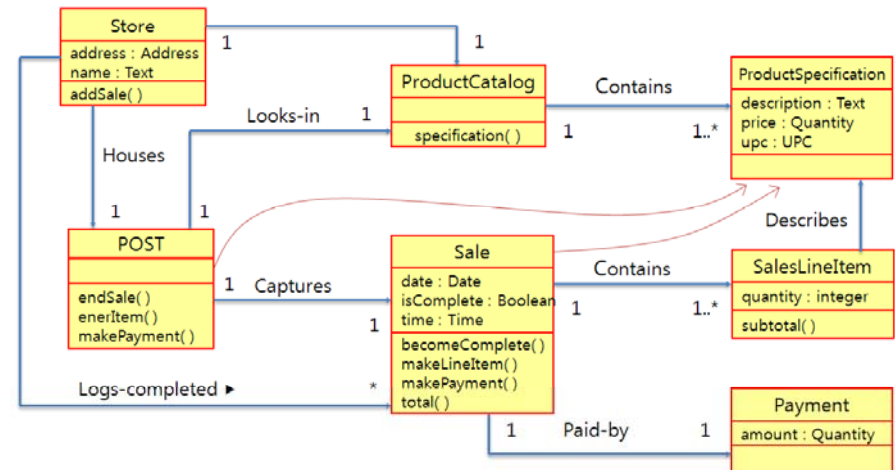 Store
address : Address
name : Text
addSale( )
1
1
ProductCatalog
specification( )
Contains
1
1..*
ProductSpecification
description : Text
price : Quantity
upc : UPC
Looks-in
1
1
Houses
1
POST
endSale( )
enerItem( )
makePayment( )
1
Captures
1
Sale
date : Date
isComplete : Boolean
time : Time
becomeComplete( )
makeLineItem( )
makePayment( )
total( )
Contains
1
1..*
Describes
SalesLineItem
quantity : integer
subtotal( )
Logs-completed ►
*
1
Paid-by
1
Payment
amount : Quantity